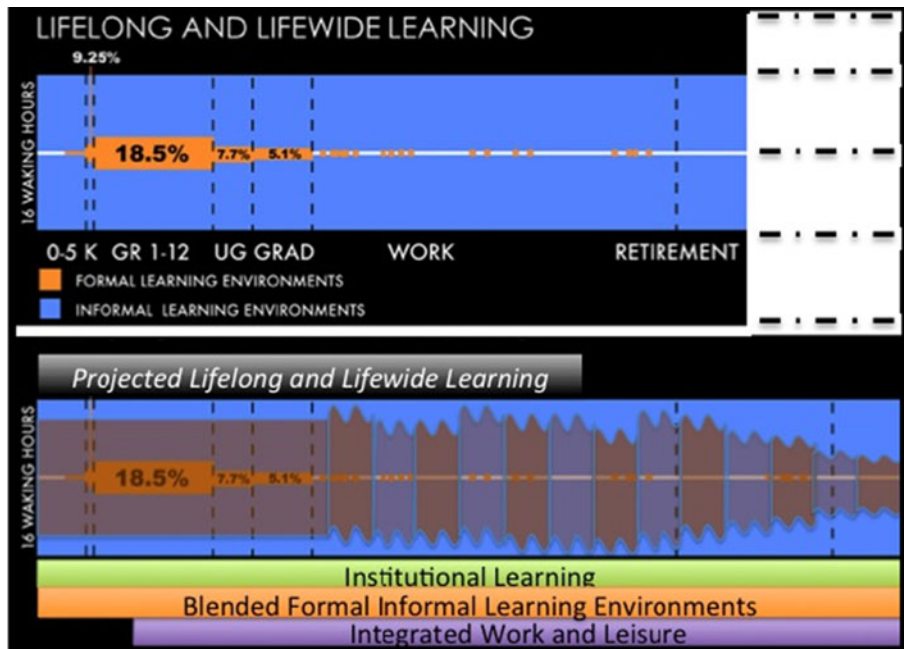 LIFELONG AND LIFEWIDE LEARNING
9.25%
16 WAKING HOURS
18.5%
7.7%
5.1%
0-5 K GR 1-12 UG GRAD WORK RETIREMENT
FORMAL LEARNING ENVIRONMENTS
INFORMAL LEARNING ENVIRONMENTS
Projected Lifelong and Lifewide Learning
16 WAKING HOURS
18.5%
7.7%
5.1%
Institutional Learning
Blended Formal Informal Learning Environments
Integrated Work and Leisure